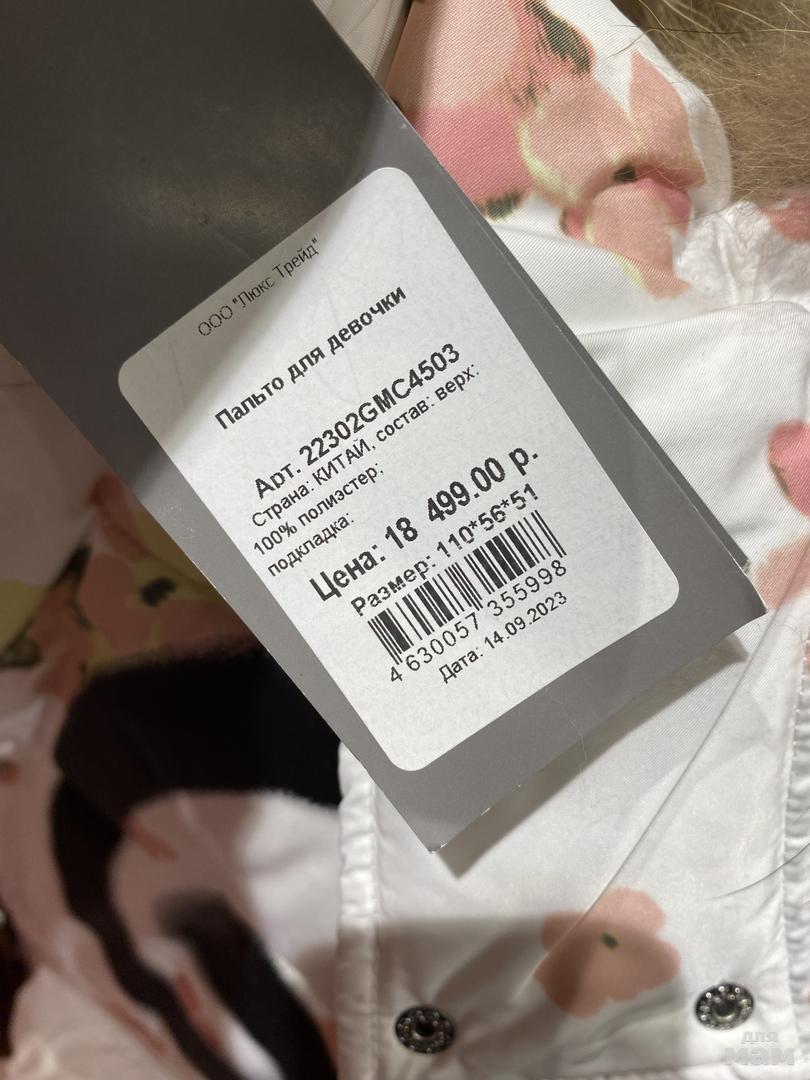 ООО "Люкс Трейд"
Пальто для девочки
Арт. 22302GMC4503
Страна: КИТАЙ, состав: верх:
100% полиэстер;
подкладка:
Цена: 18 499.00 р.
Размер: 110*56*51
4 630057 355998
Дата: 14.09.2023
для
мам